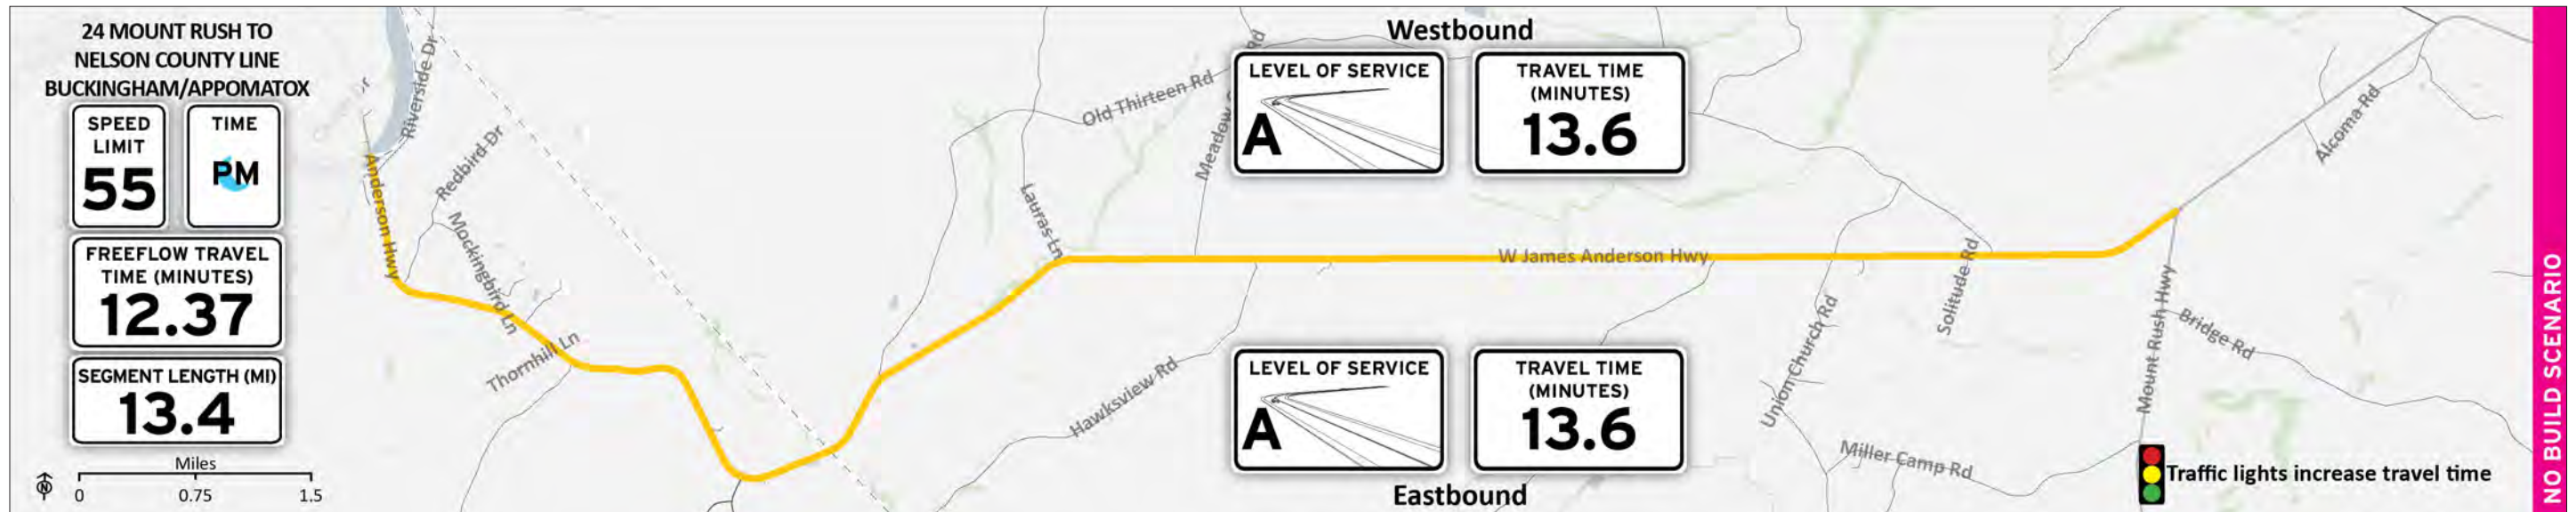 24 MOUNT RUSH TO
NELSON COUNTY LINE
BUCKINGHAM/APPOMATOX
SPEED
LIMIT
55
TIME
PM
FREEFLOW TRAVEL
TIME (MINUTES)
12.37
SEGMENT LENGTH (MI)
13.4
Miles
0 0.75 1.5
N
Riverside Dr
Redbird Dr
Anderson Hwy
Mockingbird Ln
Thornhill Ln
Old Thirteen Rd
Lauras Ln
Meadow
Rd
Hawksview Rd
Westbound
LEVEL OF SERVICE
A
TRAVEL TIME
(MINUTES)
13.6
W James Anderson Hwy
LEVEL OF SERVICE
A
TRAVEL TIME
(MINUTES)
13.6
Eastbound
Union Church Rd
Solitude Rd
Miller Camp Rd
Mount Rush Hwy
Bridge Rd
Alcoma Rd
Traffic lights increase travel time
NO BUILD SCENARIO